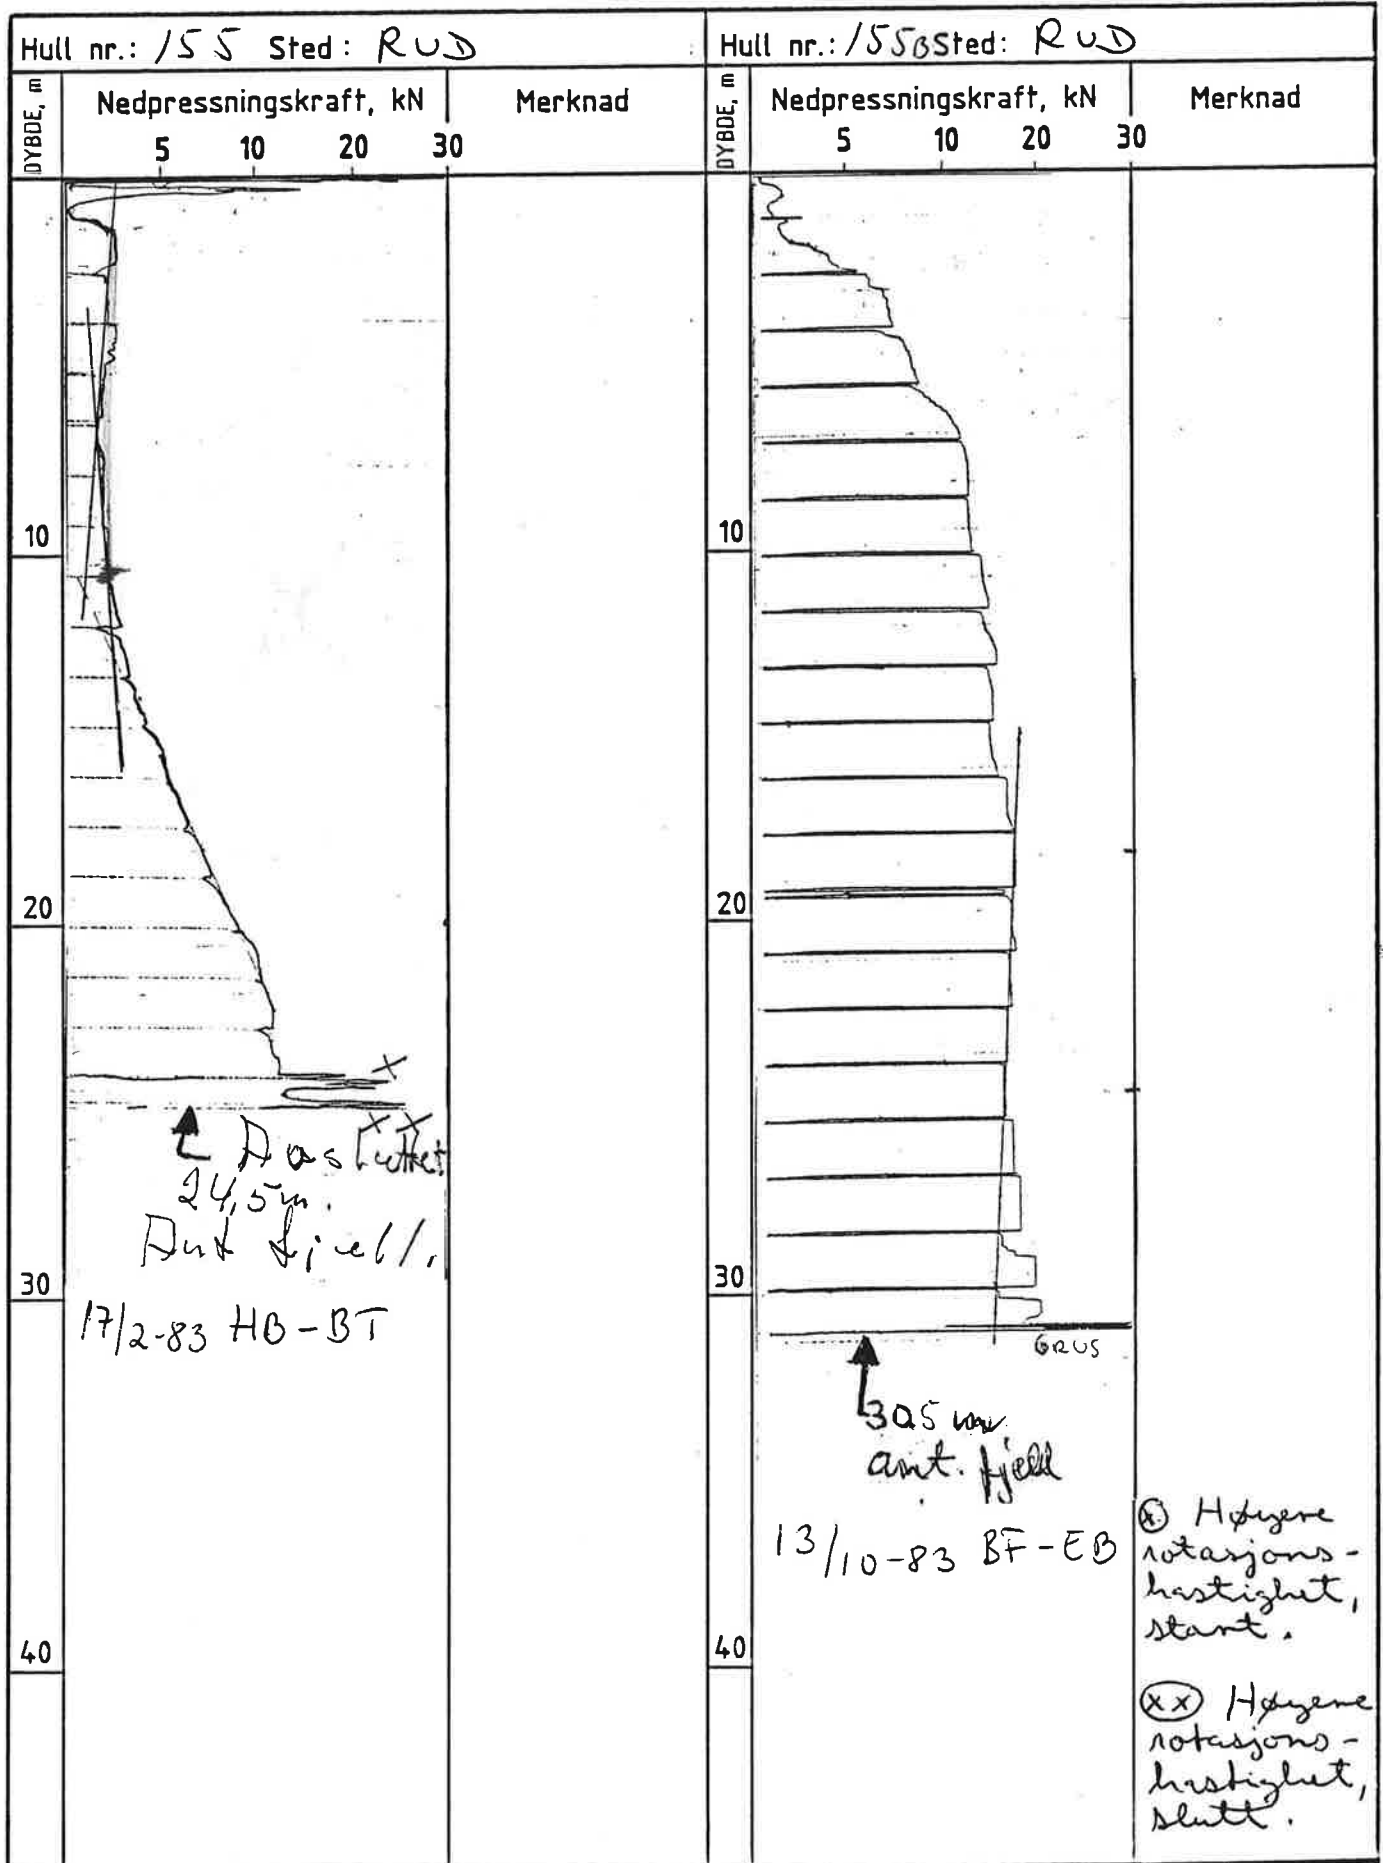 Hull nr.: 155 Sted: RUD
DYBDE, m
Nedpressningskraft, kN
Merknad
5 10 20 30
10
20
24,5m.
Ant fjell.
30
17/2-83 HB-BT
40
Hull nr.: 155B Sted: RUD
DYBDE, m
Nedpressningskraft, kN
Merknad
5 10 20 30
10
20
30
GRUS
30,5 m
ant. fjell
13/10-83 BF-EB
40
x Høyere
rotasjons-
hastighet,
start.
xx Høyere
rotasjons-
hastighet,
slutt.